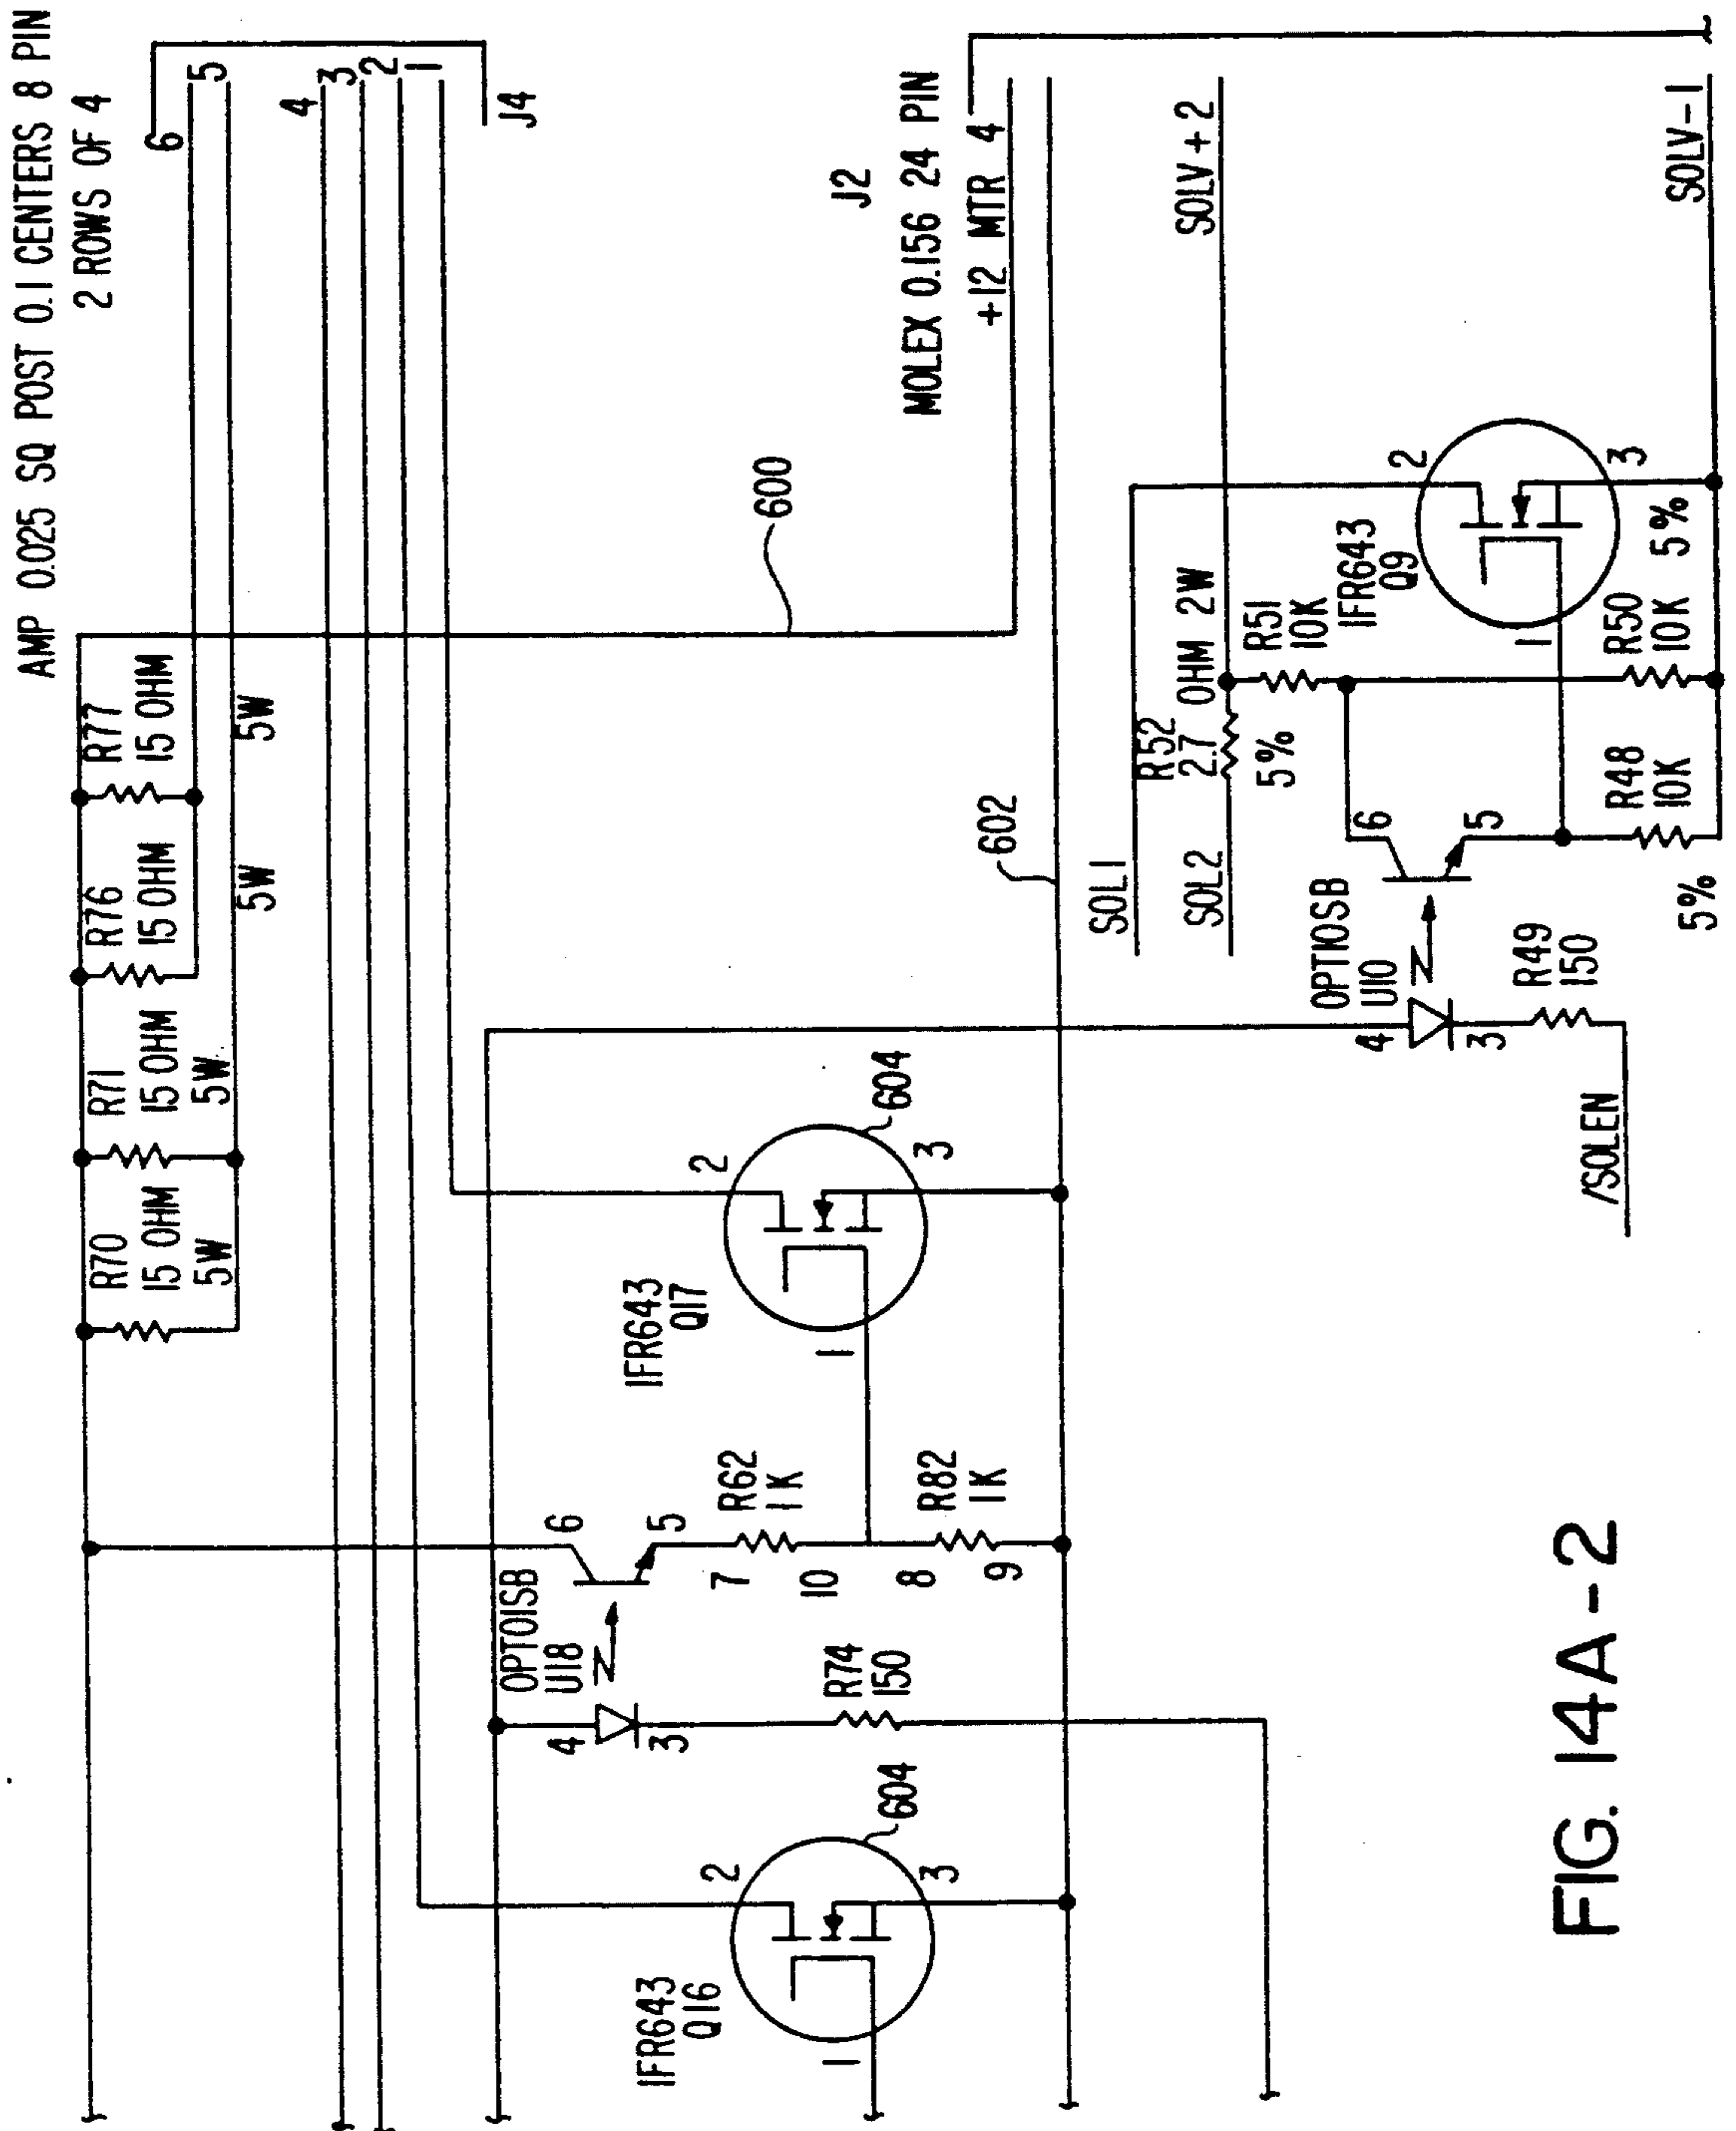 AMP 0.025 SQ POST 0.1 CENTERS 8 PIN
2 ROWS OF 4
R70
15 OHM
5W
R71
15 OHM
5W
R76
15 OHM
5W
R77
15 OHM
5W
6
5
4
3
2
1
J4
600
J2
MOLEX 0.156 24 PIN
+12 MTR 4
IFR643
Q16
1
2
3
604
OPTOISB
U18
4
3
6
5
R74
150
7
R62
1K
10
8
R82
1K
9
IFR643
Q17
1
2
3
604
602
SOL1
SOL2
R52
2.7 OHM 2W
5%
SOLV+2
R51
10K
IFR643
Q9
1
2
3
OPTIOSB
U10
4
3
6
5
R49
150
/SOLEN
R48
10K
5%
R50
10K
5%
SOLV-1
FIG. 14A-2